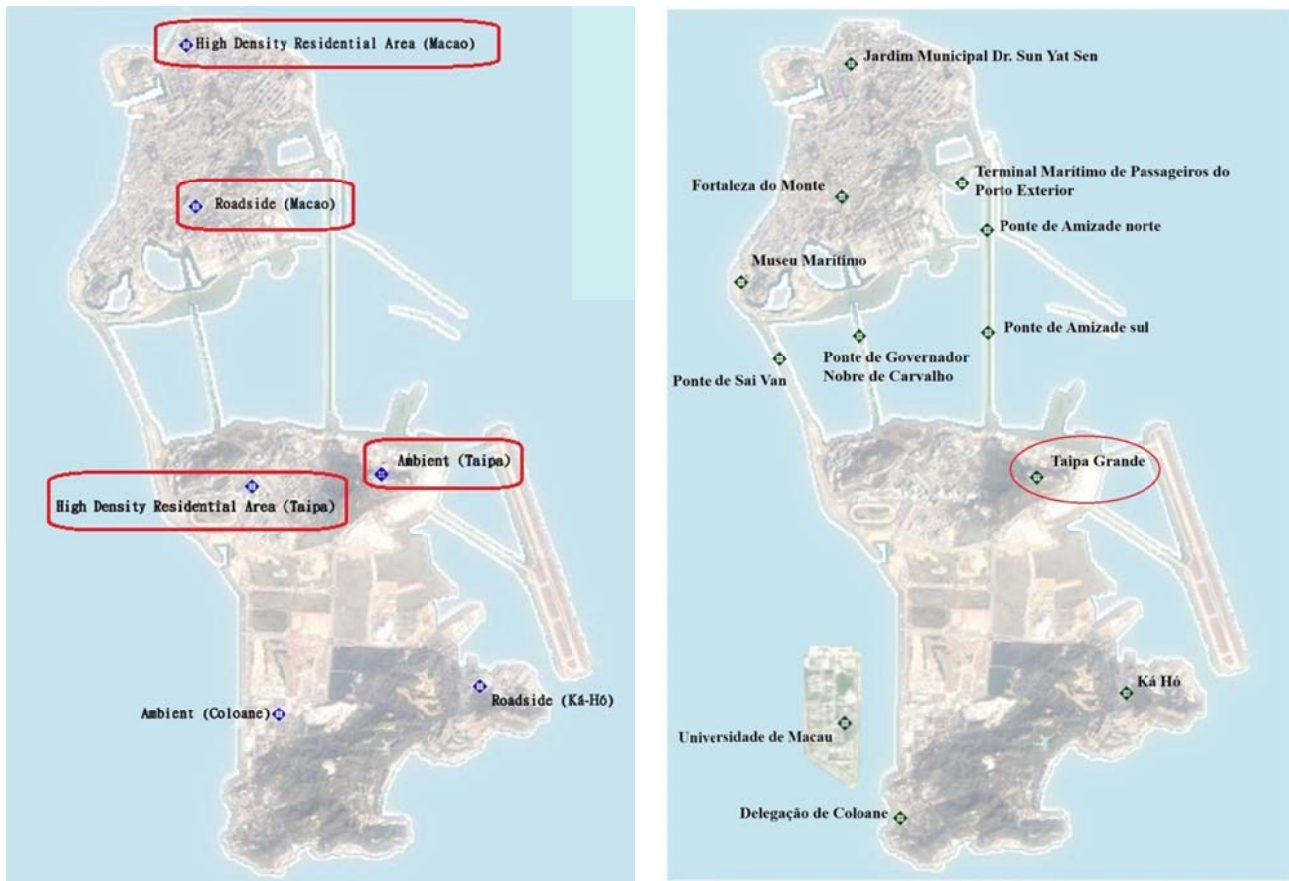 High Density Residential Area (Macao)
Roadside (Macao)
Ambient (Taipa)
High Density Residential Area (Taipa)
Roadside (Ká-Hó)
Ambient (Coloane)
Jardim Municipal Dr. Sun Yat Sen
Terminal Marítimo de Passageiros do
Porto Exterior
Fortaleza do Monte
Ponte de Amizade norte
Museu Marítimo
Ponte de Amizade sul
Ponte de Governador
Nobre de Carvalho
Ponte de Sai Van
Taipa Grande
Ká Hó
Universidade de Macau
Delegação de Coloane